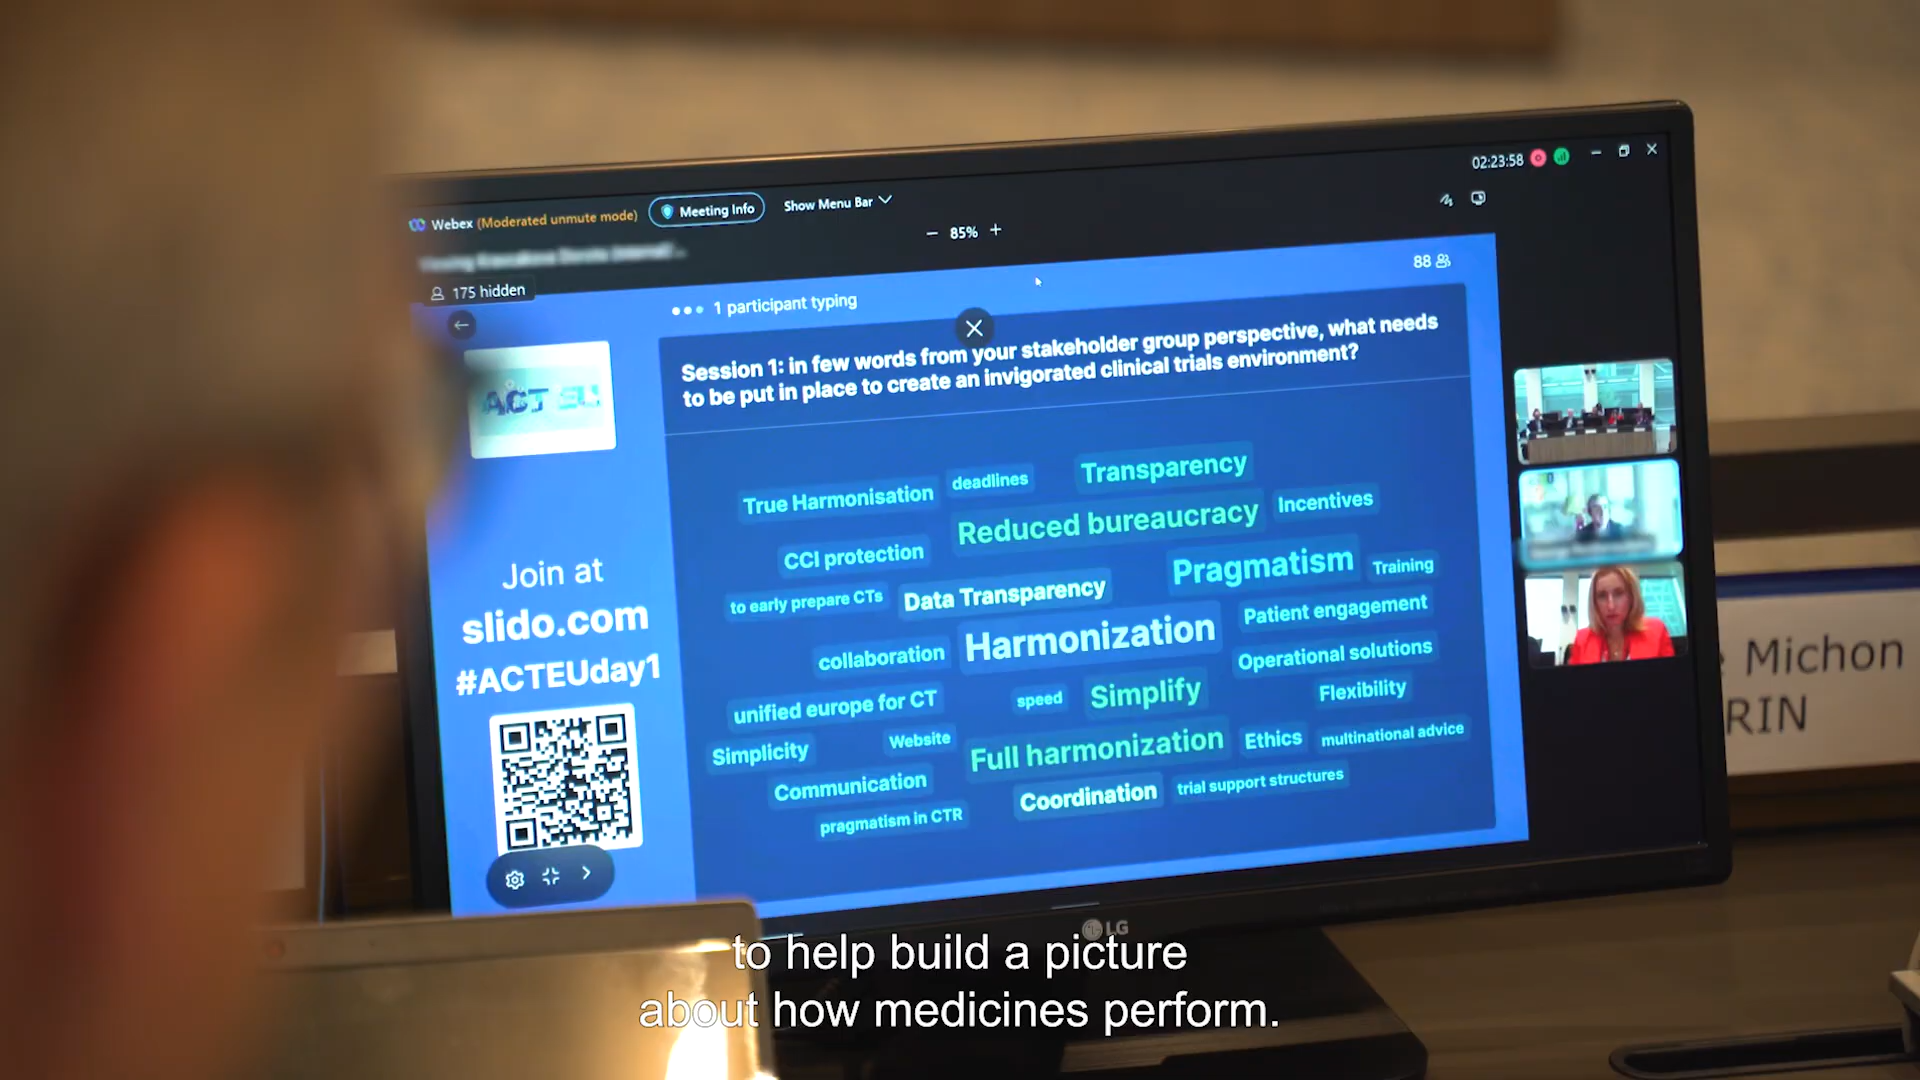 02:23:58
Webex (Moderated unmute mode)
Meeting Info
Show Menu Bar
85%
175 hidden
88
1 participant typing
Session 1: in few words from your stakeholder group perspective, what needs
to be put in place to create an invigorated clinical trials environment?
ACT EU
Join at
slido.com
#ACTEUday1
True Harmonisation
deadlines
Transparency
Reduced bureaucracy
Incentives
CCI protection
Pragmatism
Training
to early prepare CTs
Data Transparency
Harmonization
Patient engagement
collaboration
Operational solutions
unified europe for CT
speed
Simplify
Flexibility
Simplicity
Website
Full harmonization
Ethics
multinational advice
Communication
Coordination
trial support structures
pragmatism in CTR
Michon
RIN
LG
to help build a picture
about how medicines perform.